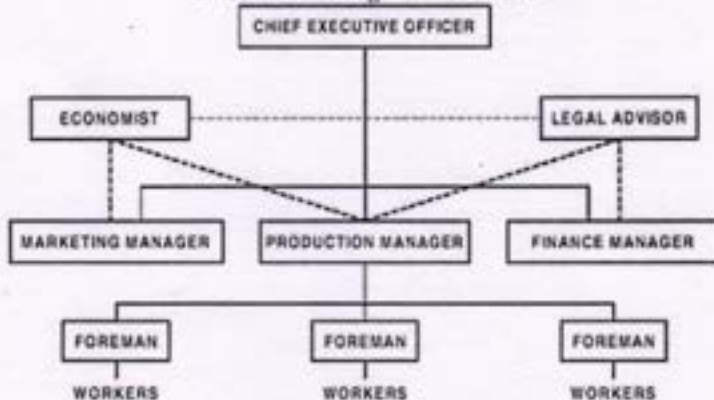 CHIEF EXECUTIVE OFFICER
ECONOMIST
LEGAL ADVISOR
MARKETING MANAGER
PRODUCTION MANAGER
FINANCE MANAGER
FOREMAN
FOREMAN
FOREMAN
WORKERS
WORKERS
WORKERS